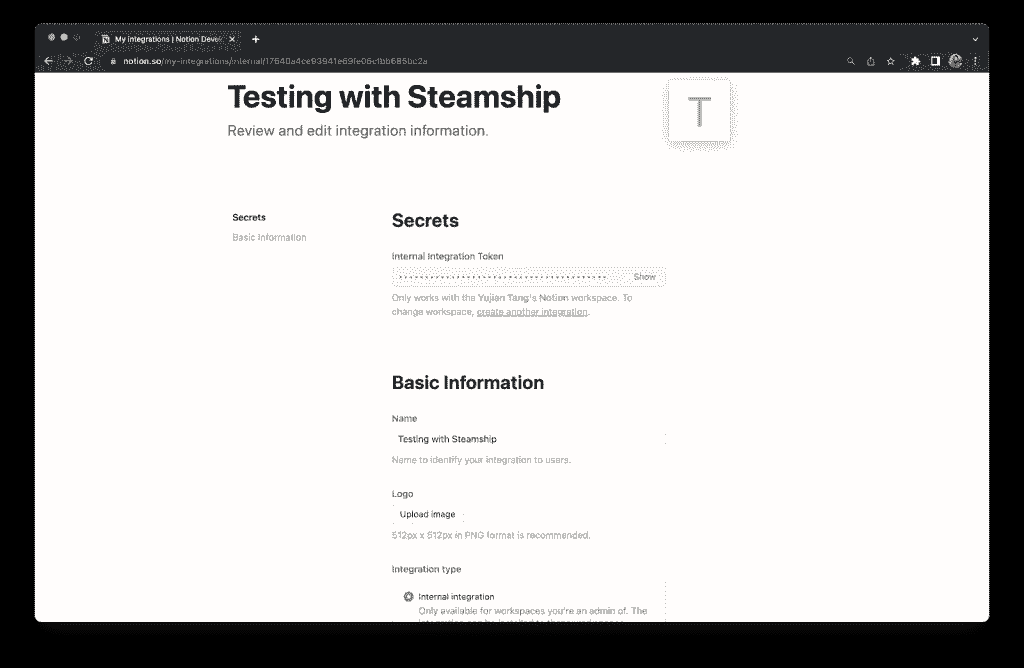 My integrations | Notion Devel
notion.so/my-integrations/internal/
Testing with Steamship
T
Review and edit integration information.
Secrets
Basic Information
Secrets
Internal Integration Token
Show
Only works with the Yujian Tang's Notion workspace. To
change workspace, create another integration.
Basic Information
Name
Testing with Steamship
Name to identify your integration to users.
Logo
Upload image
512px x 512px in PNG format is recommended.
Integration type
Internal integration
Only available for workspaces you're an admin of. The